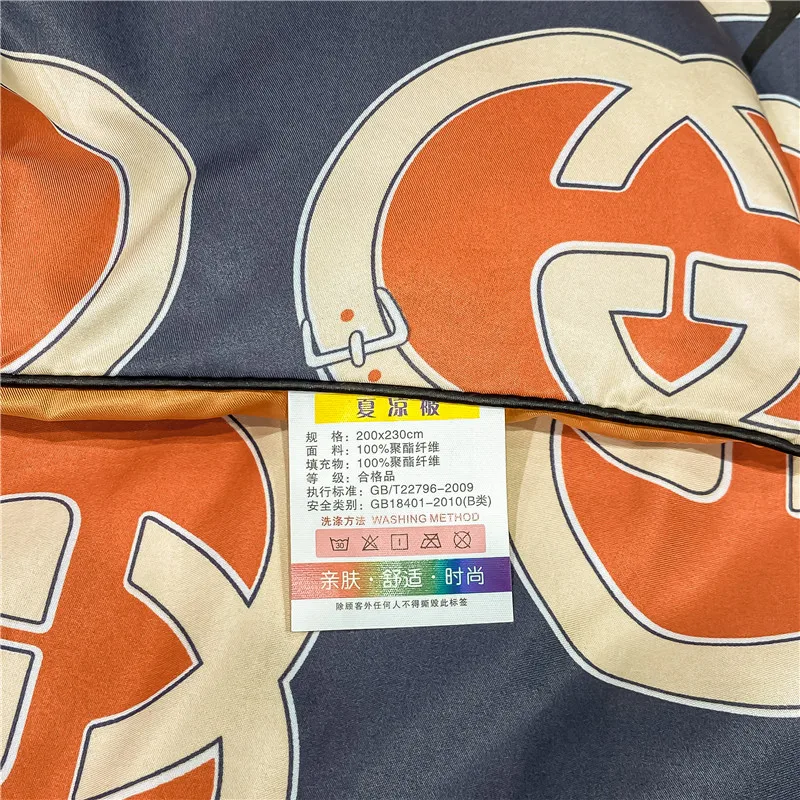 夏凉被
规 格：200x230cm
面 料：100%聚酯纤维
填充物：100%聚酯纤维
等 级：合格品
执行标准：GB/T22796-2009
安全类别：GB18401-2010(B类)
洗涤方法 WASHING METHOD
30
亲肤·舒适·时尚
除顾客外任何人不得撕毁此标签